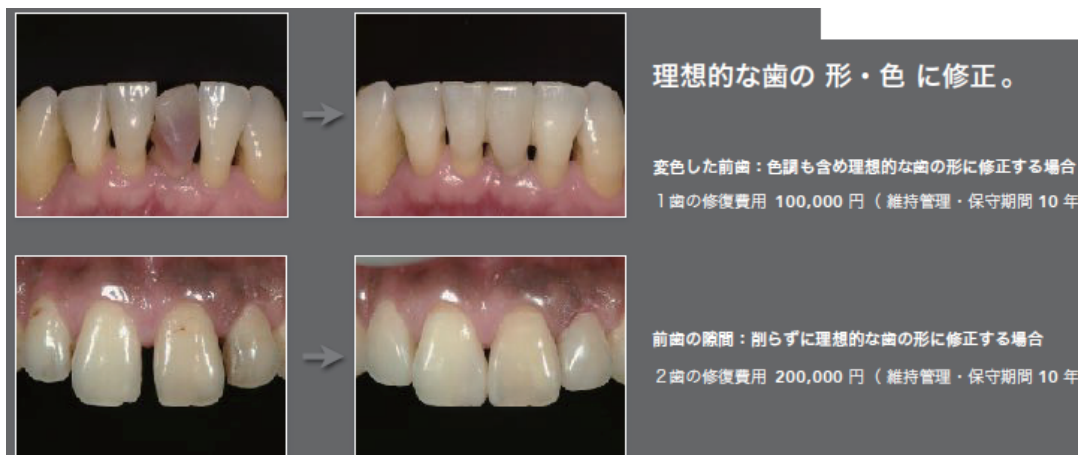 理想的な歯の 形・色 に修正。
変色した前歯：色調も含め理想的な歯の形に修正する場合
１歯の修復費用 100,000 円（ 維持管理・保守期間 10 年
前歯の隙間：削らずに理想的な歯の形に修正する場合
２歯の修復費用 200,000 円（ 維持管理・保守期間 10 年